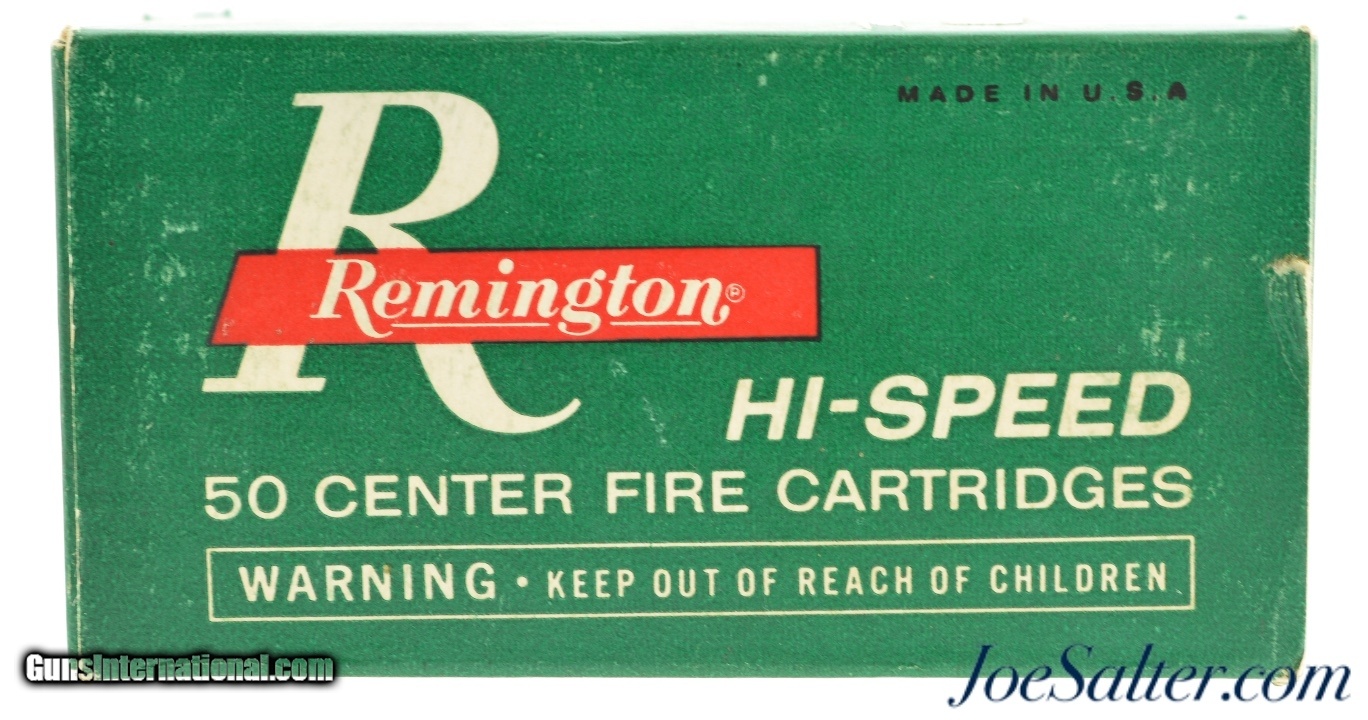 MADE IN U.S.A
R
Remington®
HI-SPEED
50 CENTER FIRE CARTRIDGES
WARNING • KEEP OUT OF REACH OF CHILDREN
GunsInternational.com
JoeSalter.com